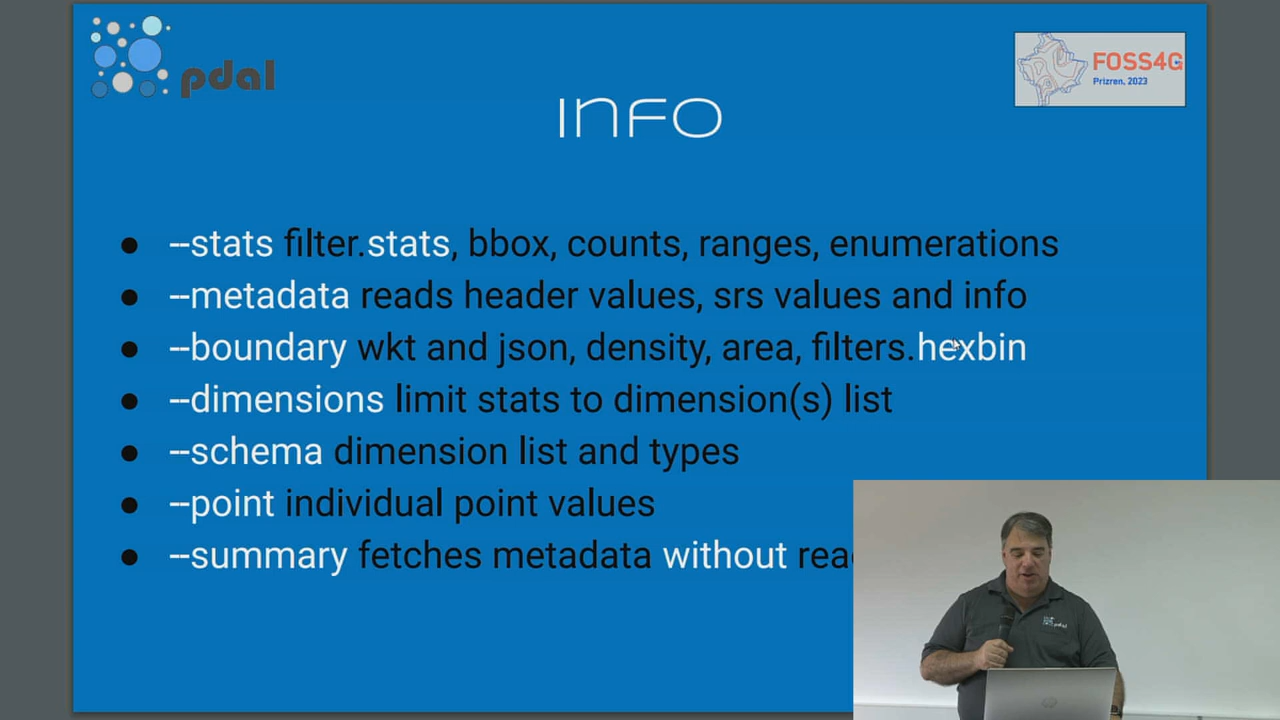 pdal
FOSS4G
Prizren, 2023
INFO
--stats filter.stats, bbox, counts, ranges, enumerations
--metadata reads header values, srs values and info
--boundary wkt and json, density, area, filters.hexbin
--dimensions limit stats to dimension(s) list
--schema dimension list and types
--point individual point values
--summary fetches metadata without
pdal